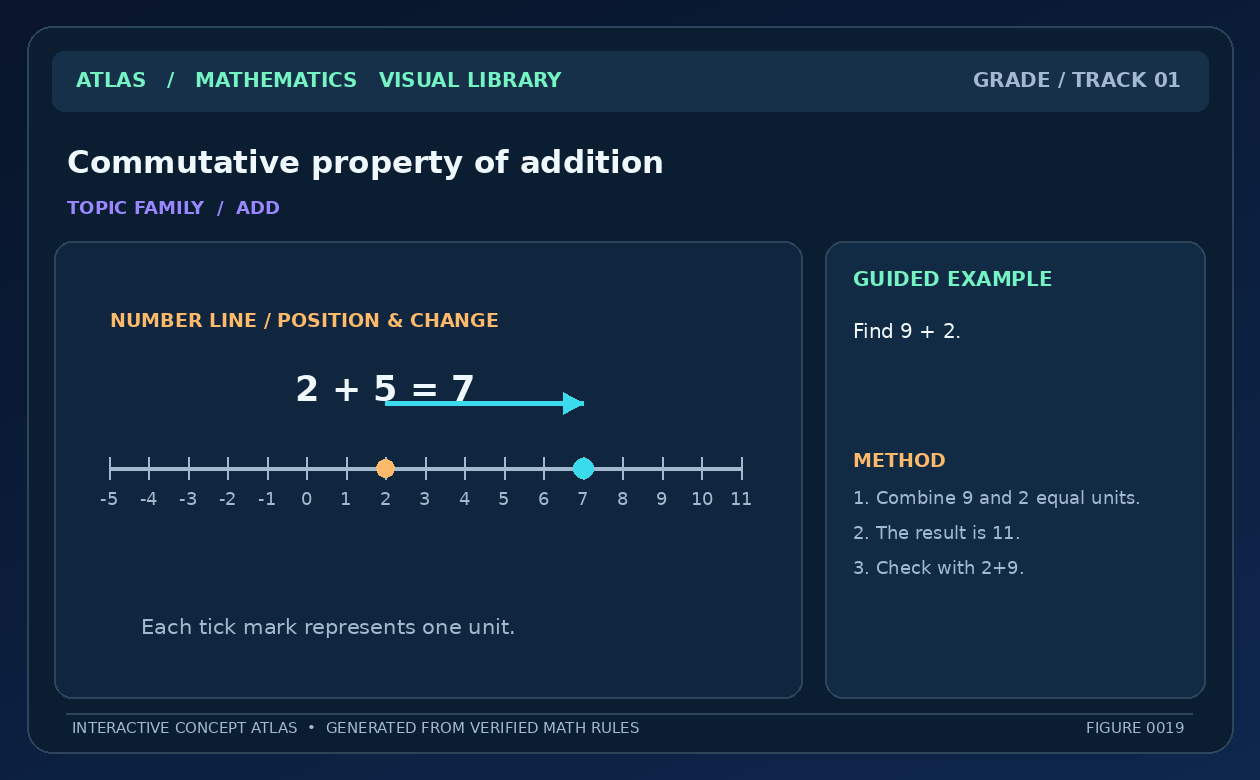 ATLAS / MATHEMATICS VISUAL LIBRARY
GRADE / TRACK 01
Commutative property of addition
TOPIC FAMILY / ADD
NUMBER LINE / POSITION & CHANGE
2 + 5 = 7
-5 -4 -3 -2 -1 0 1 2 3 4 5 6 7 8 9 10 11
Each tick mark represents one unit.
GUIDED EXAMPLE
Find 9 + 2.
METHOD
1. Combine 9 and 2 equal units.
2. The result is 11.
3. Check with 2+9.
INTERACTIVE CONCEPT ATLAS • GENERATED FROM VERIFIED MATH RULES
FIGURE 0019